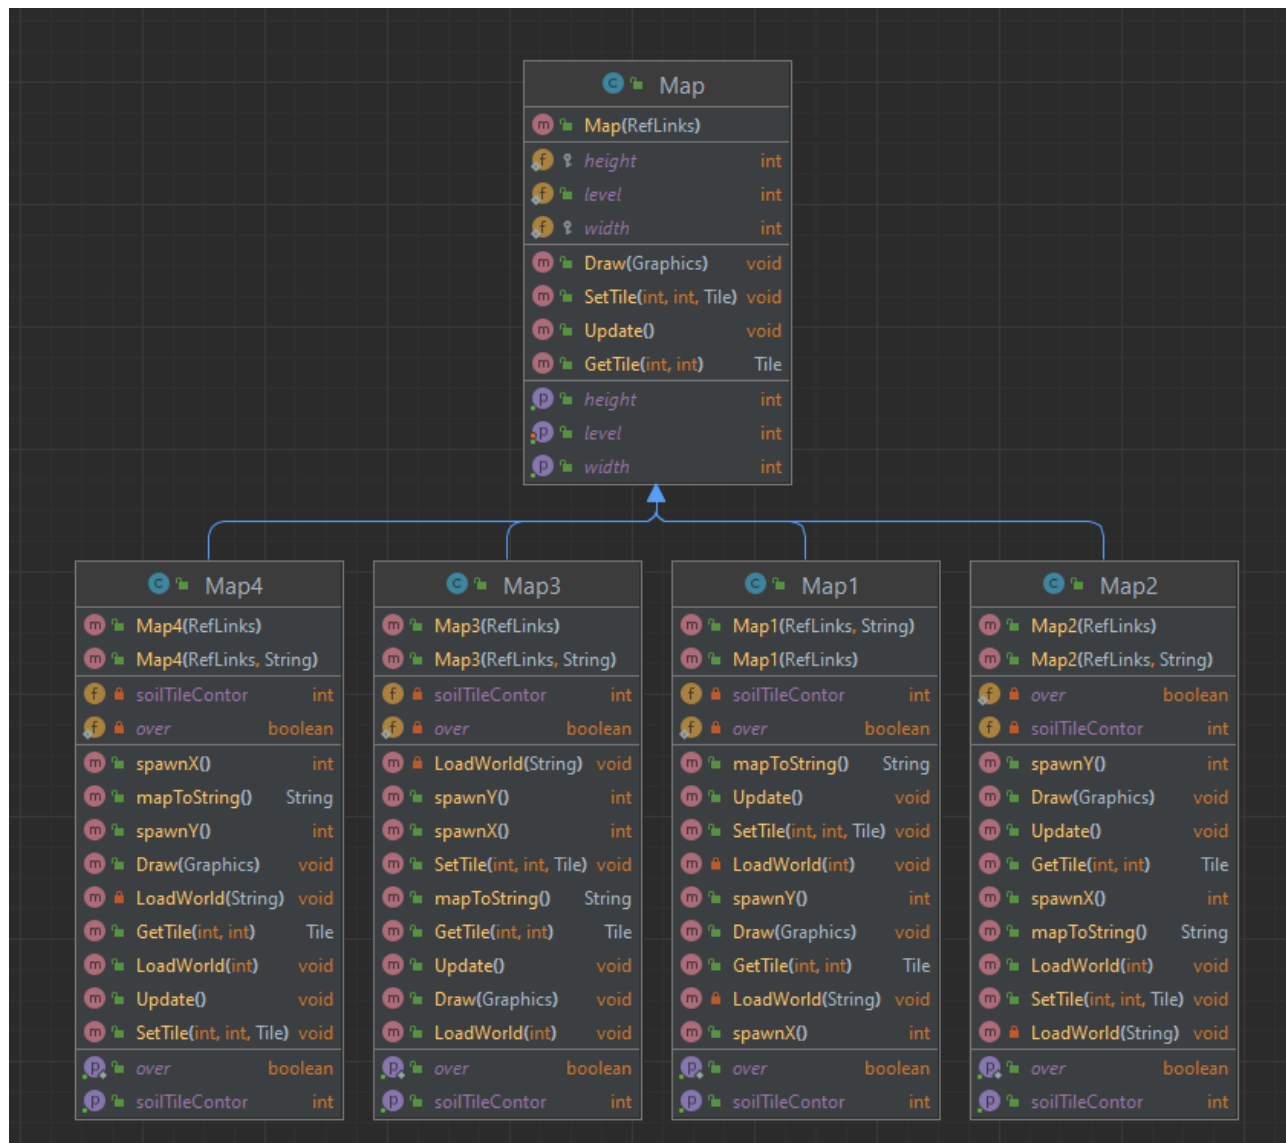 Map
Map(RefLinks)
height int
level int
width int
Draw(Graphics) void
SetTile(int, int, Tile) void
Update() void
GetTile(int, int) Tile
height int
level int
width int
Map4
Map4(RefLinks)
Map4(RefLinks, String)
soilTileContor int
over boolean
spawnX() int
mapToString() String
spawnY() int
Draw(Graphics) void
LoadWorld(String) void
GetTile(int, int) Tile
LoadWorld(int) void
Update() void
SetTile(int, int, Tile) void
over boolean
soilTileContor int
Map3
Map3(RefLinks)
Map3(RefLinks, String)
soilTileContor int
over boolean
LoadWorld(String) void
spawnY() int
spawnX() int
SetTile(int, int, Tile) void
mapToString() String
GetTile(int, int) Tile
Update() void
Draw(Graphics) void
LoadWorld(int) void
over boolean
soilTileContor int
Map1
Map1(RefLinks, String)
Map1(RefLinks)
soilTileContor int
over boolean
mapToString() String
Update() void
SetTile(int, int, Tile) void
LoadWorld(int) void
spawnY() int
Draw(Graphics) void
GetTile(int, int) Tile
LoadWorld(String) void
spawnX() int
over boolean
soilTileContor int
Map2
Map2(RefLinks)
Map2(RefLinks, String)
over boolean
soilTileContor int
spawnY() int
Draw(Graphics) void
Update() void
GetTile(int, int) Tile
spawnX() int
mapToString() String
LoadWorld(int) void
SetTile(int, int, Tile) void
LoadWorld(String) void
over boolean
soilTileContor int